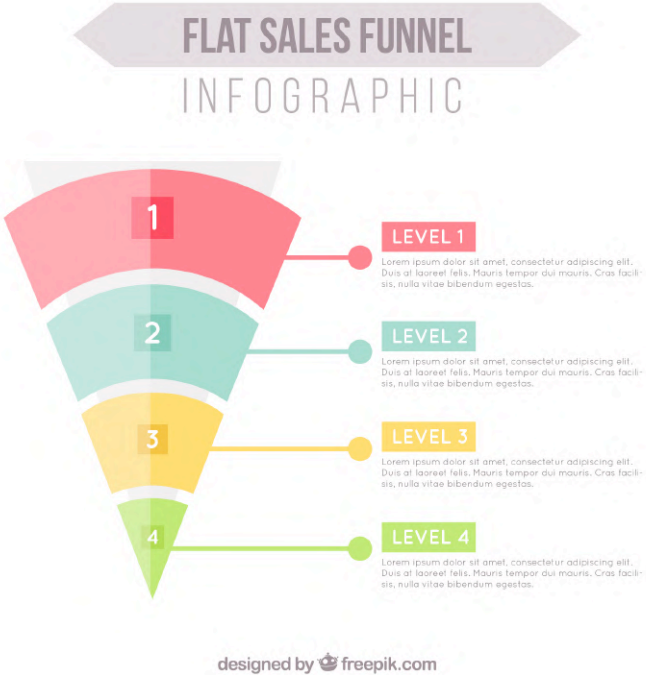 FLAT SALES FUNNEL
INFOGRAPHIC
1
LEVEL 1
Lorem ipsum dolor sit amet, consectetur adipiscing elit.
Duis at laoreet felis. Mauris tempor dui mauris. Cras facili-
sis, nulla vitae bibendum egestas.
2
LEVEL 2
Lorem ipsum dolor sit amet, consectetur adipiscing elit.
Duis at laoreet felis. Mauris tempor dui mauris. Cras facili-
sis, nulla vitae bibendum egestas.
3
LEVEL 3
Lorem ipsum dolor sit amet, consectetur adipiscing elit.
Duis at laoreet felis. Mauris tempor dui mauris. Cras facili-
sis, nulla vitae bibendum egestas.
4
LEVEL 4
Lorem ipsum dolor sit amet, consectetur adipiscing elit.
Duis at laoreet felis. Mauris tempor dui mauris. Cras facili-
sis, nulla vitae bibendum egestas.
designed by freepik.com